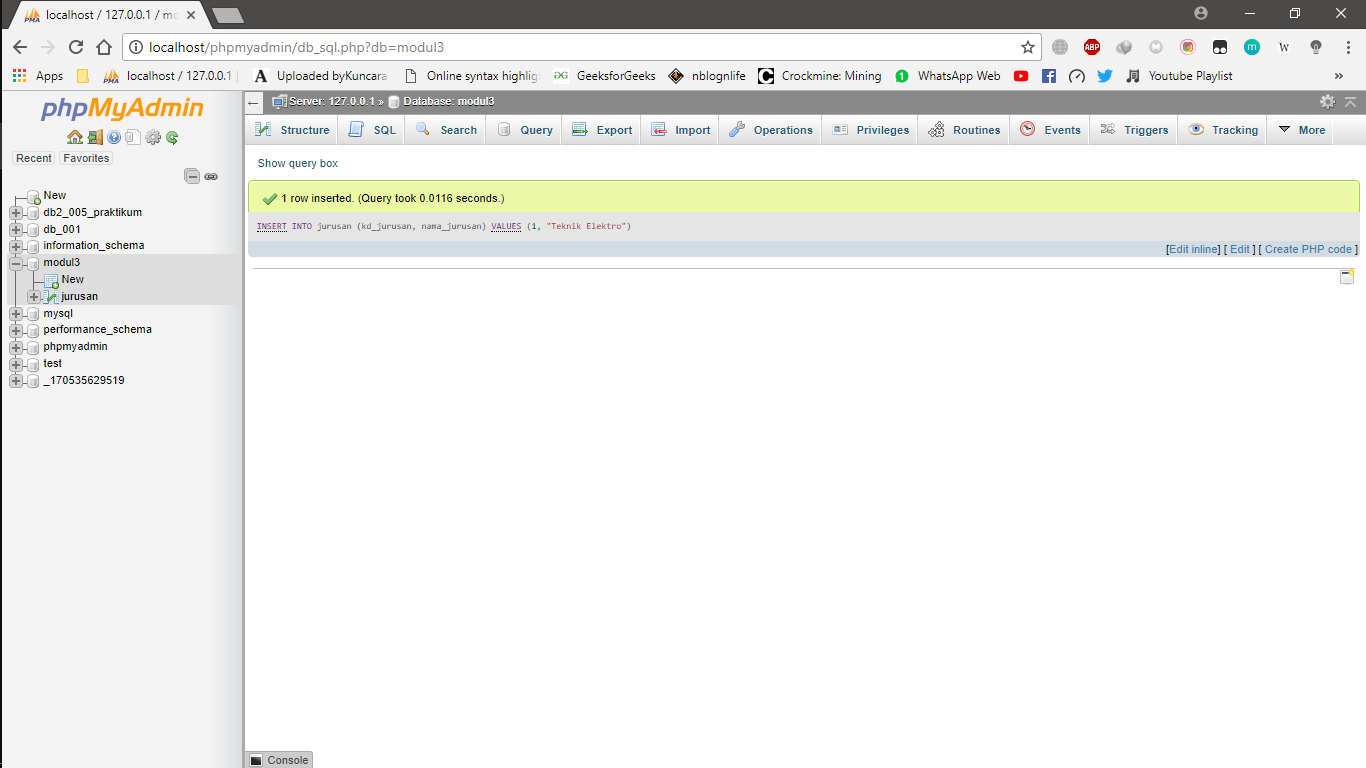 localhost / 127.0.0.1 / mo
localhost/phpmyadmin/db_sql.php?db=modul3
Apps
localhost / 127.0.0.1
Uploaded byKuncara
Online syntax highlig
GeeksforGeeks
nblognlife
Crockmine: Mining
WhatsApp Web
Youtube Playlist
»
phpMyAdmin
Recent
Favorites
New
db2_005_praktikum
db_001
information_schema
modul3
New
jurusan
mysql
performance_schema
phpmyadmin
test
_170535629519
Server: 127.0.0.1 » Database: modul3
Structure
SQL
Search
Query
Export
Import
Operations
Privileges
Routines
Events
Triggers
Tracking
More
Show query box
1 row inserted. (Query took 0.0116 seconds.)
INSERT INTO jurusan (kd_jurusan, nama_jurusan) VALUES (1, "Teknik Elektro")
[Edit inline] [ Edit ] [ Create PHP code ]
Console